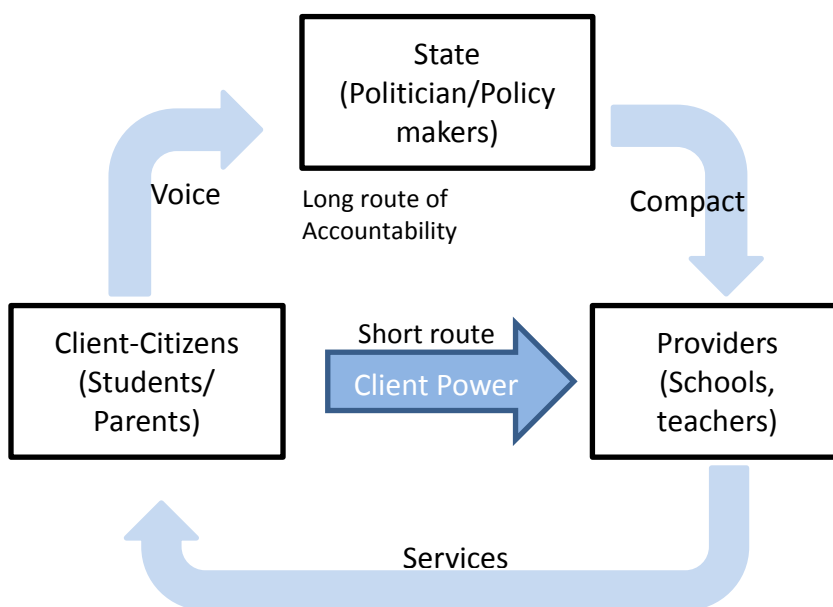 State
(Politician/Policy
makers)
Voice
Long route of
Accountability
Compact
Client-Citizens
(Students/
Parents)
Short route
Client Power
Providers
(Schools,
teachers)
Services